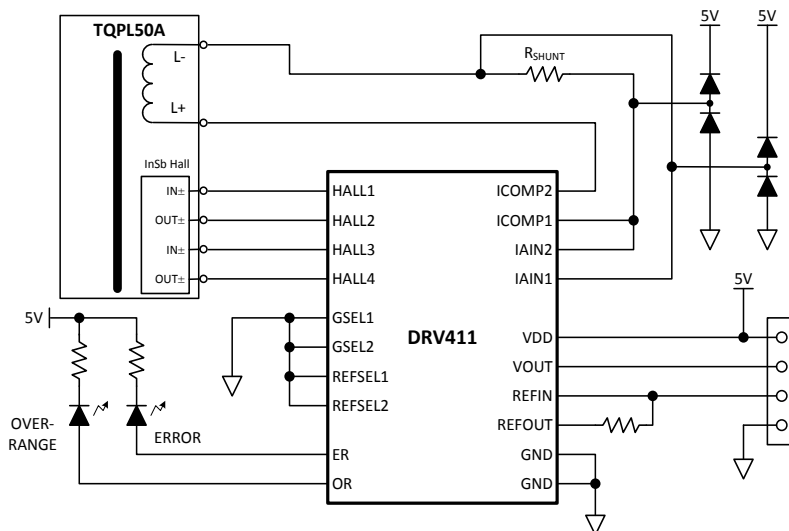 TQPL50A
5V
5V
L-
RSHUNT
L+
InSb Hall
IN±
OUT±
IN±
OUT±
HALL1
HALL2
HALL3
HALL4
GSEL1
GSEL2
REFSEL1
REFSEL2
ER
OR
DRV411
ICOMP2
ICOMP1
IAIN2
IAIN1
VDD
VOUT
REFIN
REFOUT
GND
GND
5V
5V
OVER-
RANGE
ERROR